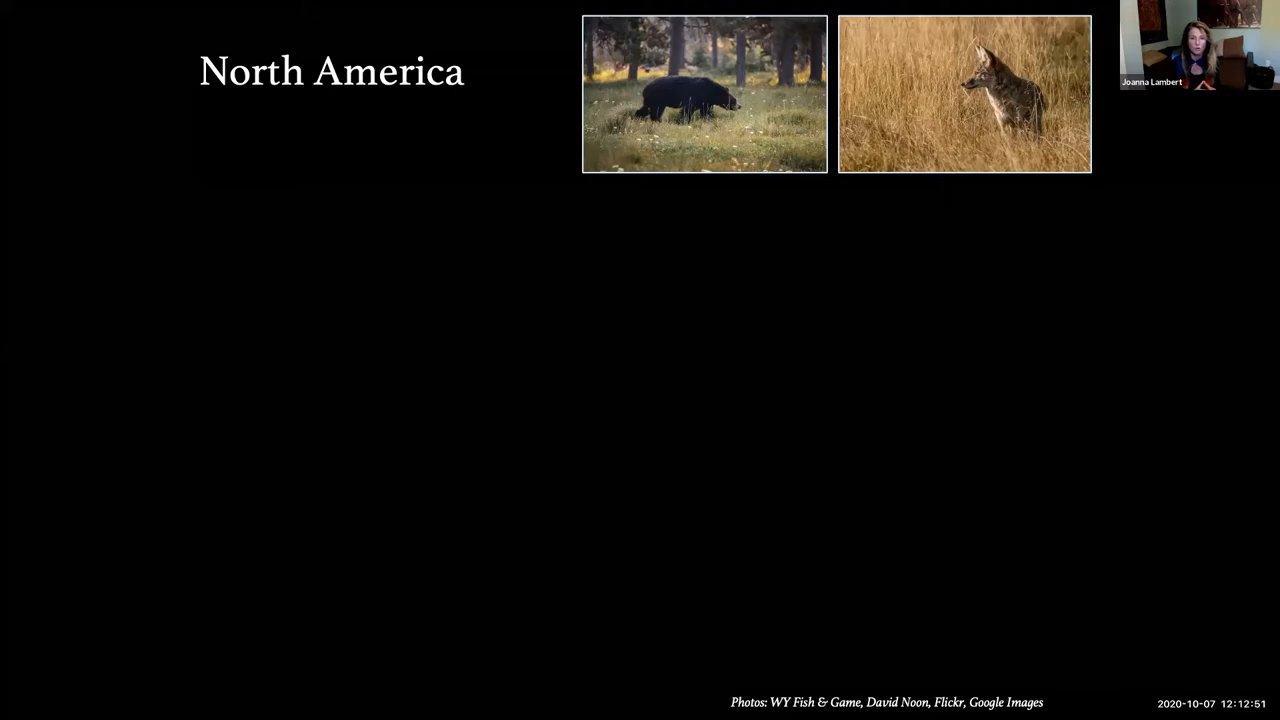 North America
Joanna Lambert
Photos: WY Fish & Game, David Noon, Flickr, Google Images
2020-10-07 12:12:51